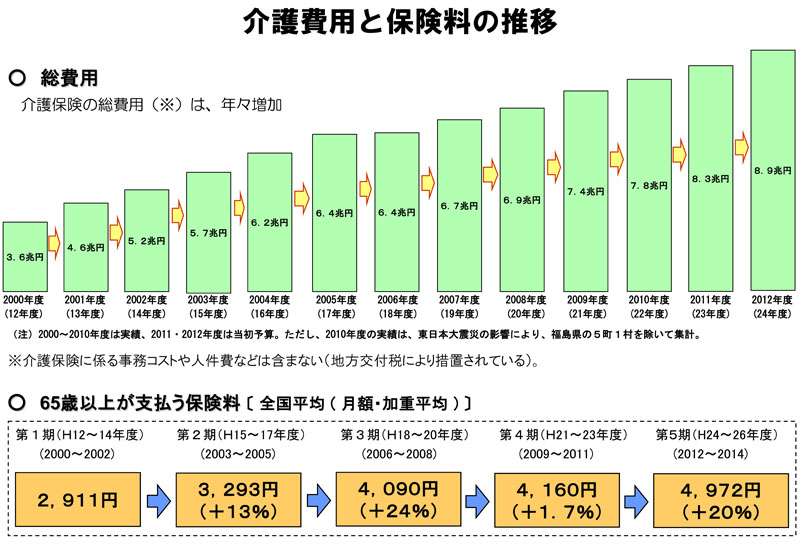 介護費用と保険料の推移
○ 総費用
介護保険の総費用（※）は、年々増加
3.6兆円
4.6兆円
5.2兆円
5.7兆円
6.2兆円
6.4兆円
6.4兆円
6.7兆円
6.9兆円
7.4兆円
7.8兆円
8.3兆円
8.9兆円
2000年度 2001年度 2002年度 2003年度 2004年度 2005年度 2006年度 2007年度 2008年度 2009年度 2010年度 2011年度 2012年度
(12年度) (13年度) (14年度) (15年度) (16年度) (17年度) (18年度) (19年度) (20年度) (21年度) (22年度) (23年度) (24年度)
（注） 2000～2010年度は実績、2011・2012年度は当初予算。ただし、2010年度の実績は、東日本大震災の影響により、福島県の５町１村を除いて集計。
※介護保険に係る事務コストや人件費などは含まない（地方交付税により措置されている）。
○ 65歳以上が支払う保険料 〔 全国平均 ( 月額・加重平均 ) 〕
第１期（H12～14年度） 第２期（H15～17年度） 第３期（H18～20年度） 第４期（H21～23年度） 第5期（H24～26年度）
(2000～2002) (2003～2005) (2006～2008) (2009～2011) (2012～2014)
2,911円 3,293円 4,090円 4,160円 4,972円
(+13%) (+24%) (+1.7%) (+20%)